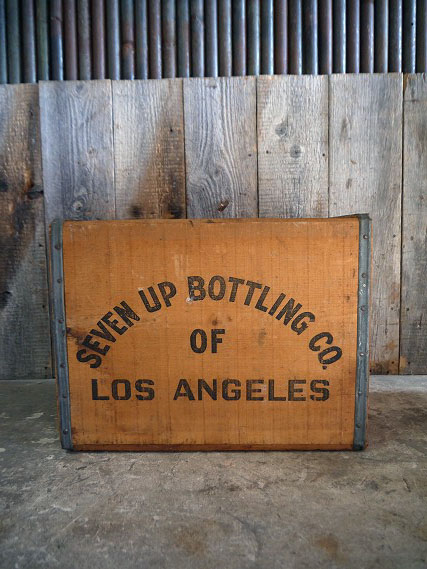 SEVEN UP BOTTLING CO.
OF
LOS ANGELES